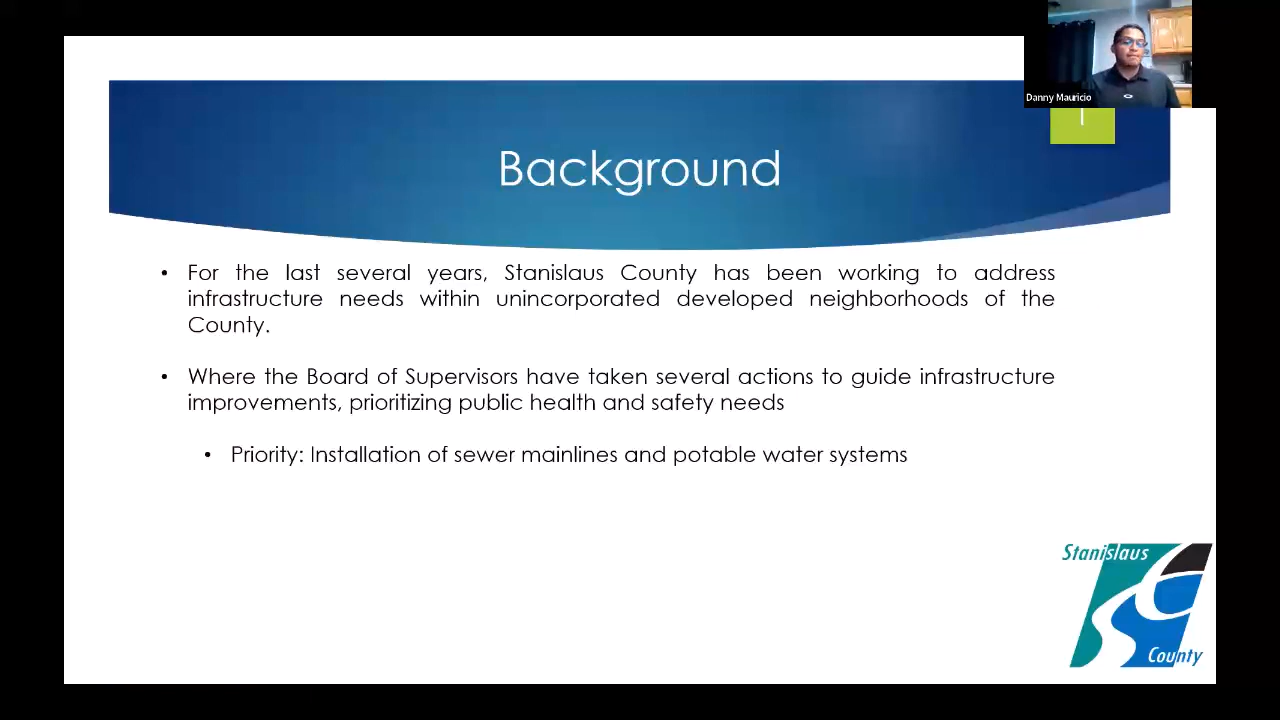 Danny Mauricio
1
Background
• For the last several years, Stanislaus County has been working to address
infrastructure needs within unincorporated developed neighborhoods of the
County.
• Where the Board of Supervisors have taken several actions to guide infrastructure
improvements, prioritizing public health and safety needs
• Priority: Installation of sewer mainlines and potable water systems
Stanislaus
County